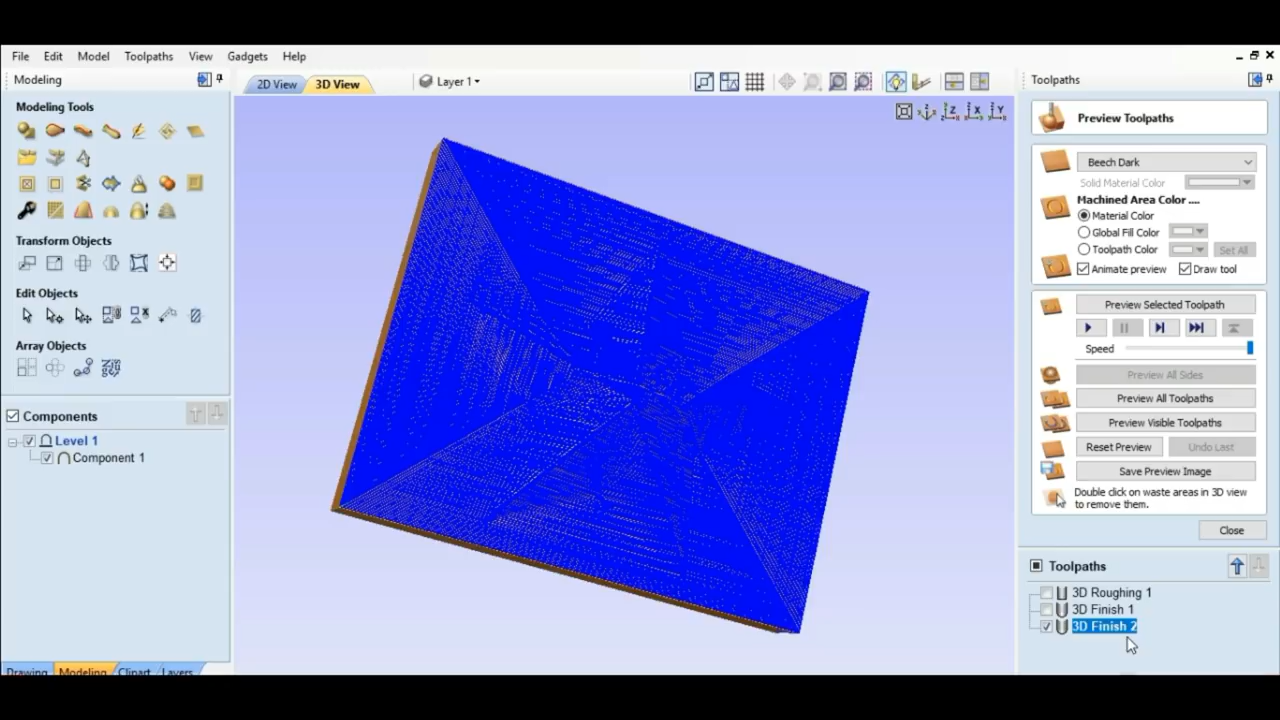 File Edit Model Toolpaths View Gadgets Help
Modeling
2D View 3D View Layer 1
Toolpaths
Modeling Tools
Transform Objects
Edit Objects
Array Objects
Components
Level 1
Component 1
Drawing Modeling Clipart Layers
Z X Y
Preview Toolpaths
Beech Dark
Solid Material Color
Machined Area Color ....
Material Color
Global Fill Color
Toolpath Color Set All
Animate preview Draw tool
Preview Selected Toolpath
Speed
Preview All Sides
Preview All Toolpaths
Preview Visible Toolpaths
Reset Preview Undo Last
Save Preview Image
Double click on waste areas in 3D view
to remove them.
Close
Toolpaths
3D Roughing 1
3D Finish 1
3D Finish 2